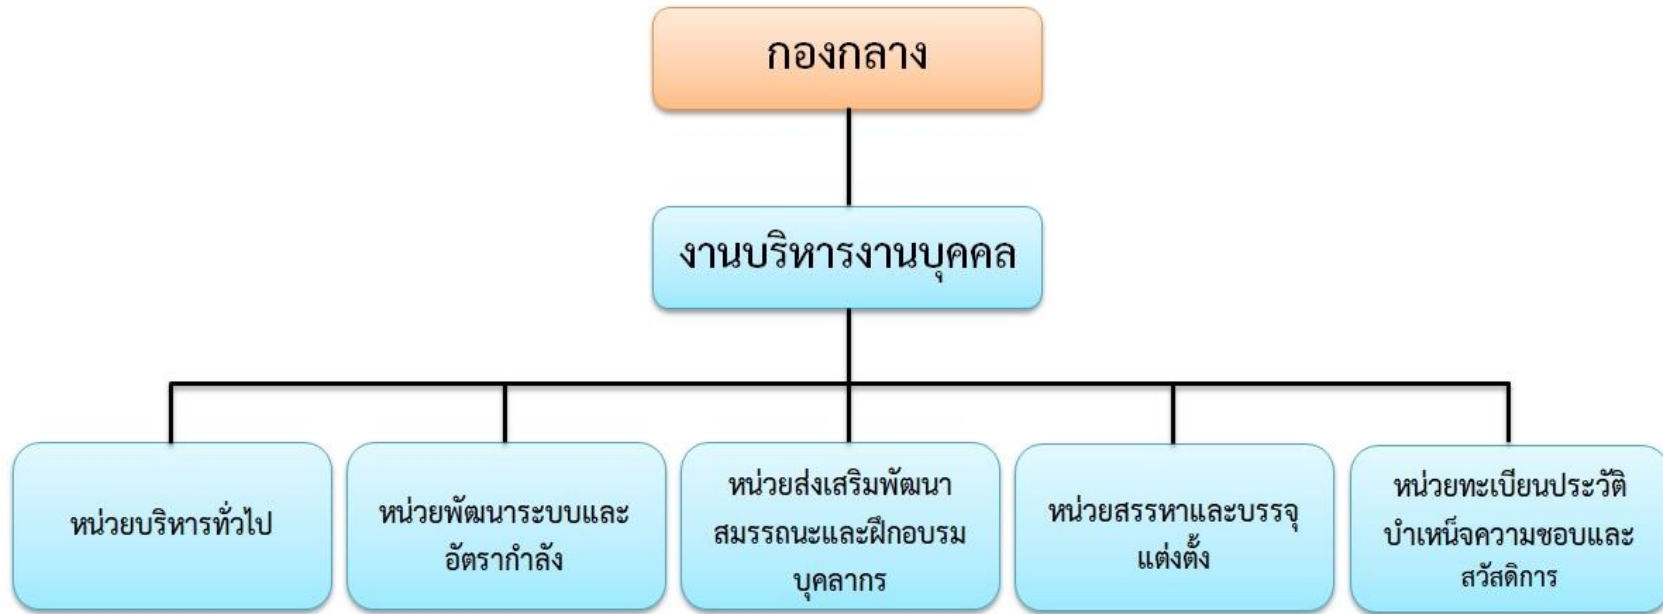 กองกลาง
งานบริหารงานบุคคล
หน่วยบริหารทั่วไป
หน่วยพัฒนาระบบและ
อัตรากำลัง
หน่วยส่งเสริมพัฒนา
สมรรถนะและฝึกอบรม
บุคลากร
หน่วยสรรหาและบรรจุ
แต่งตั้ง
หน่วยทะเบียนประวัติ
บำเหน็จความชอบและ
สวัสดิการ